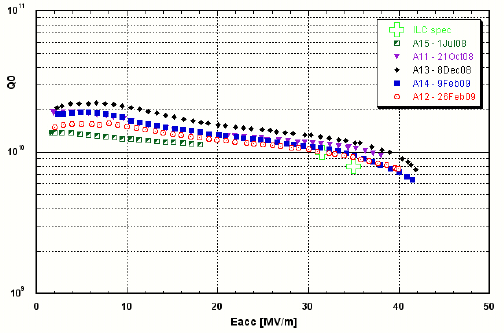 10¹¹
ILC spec
A15 - 1Jul08
A11 - 21Oct08
A13 - 8Dec08
A14 - 9Feb09
A12 - 26Feb09
Q0
10¹⁰
10⁹
0 10 20 30 40 50
Eacc [MV/m]